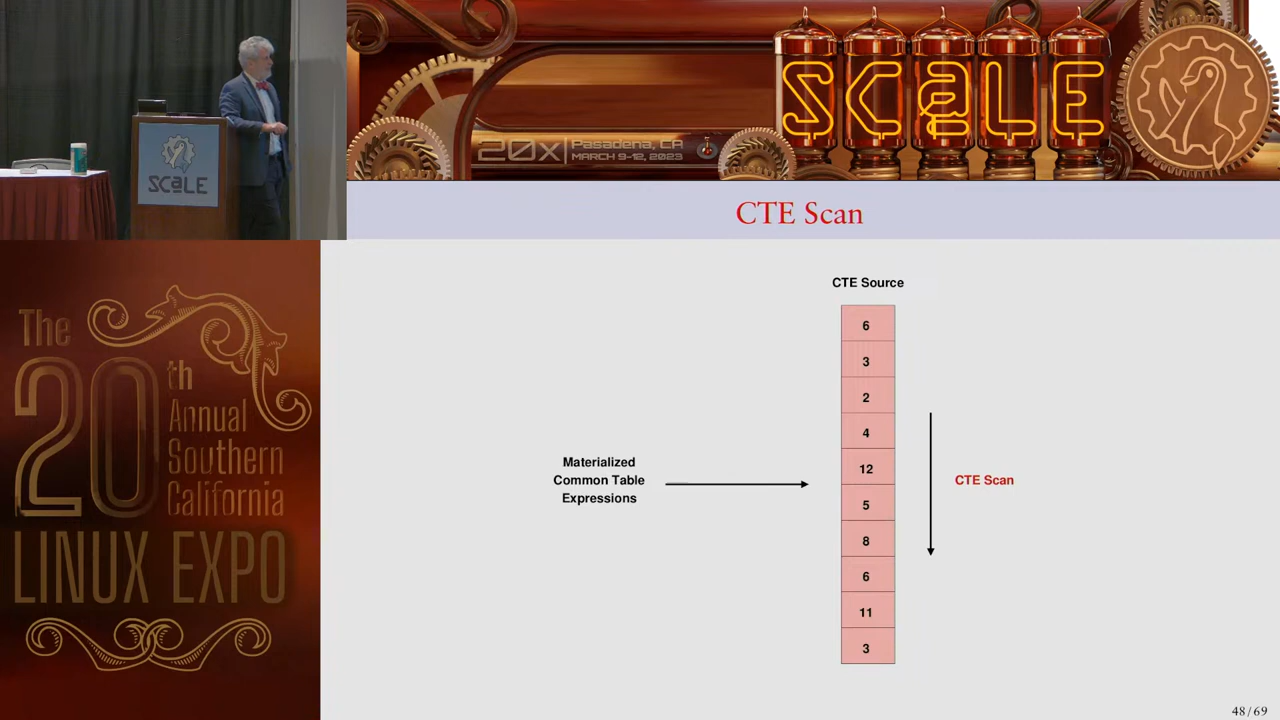 SCaLE
20x
Pasadena, CA
MARCH 9-12, 2023
SCaLE
CTE Scan
The
20th
Annual
Southern
California
LINUX EXPO
CTE Source
6
3
2
4
12
5
8
6
11
3
Materialized
Common Table
Expressions
CTE Scan
48/69